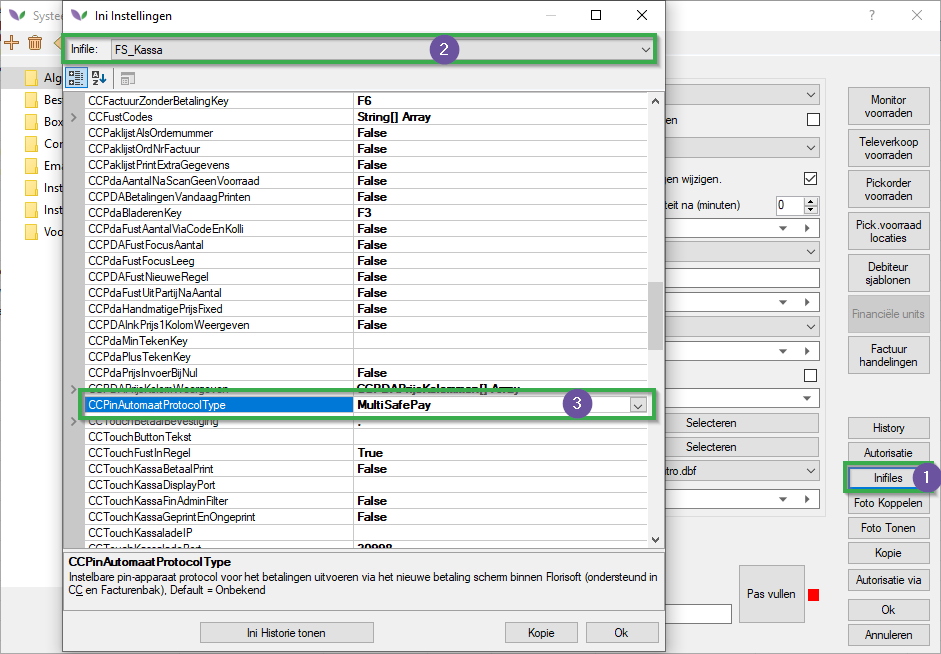 Systee
Ini Instellingen
?
Inifile:
FS_Kassa
2
Alg
Bes
Box
Cor
Ema
Inst
Inst
Voo
CCFactuurZonderBetalingKey F6
CCFustCodes String[] Array
CCPaklijstAlsOrdernummer False
CCPaklijstOrdNrFactuur False
CCPaklijstPrintExtraGegevens False
CCPdaAantalNaScanGeenVoorraad False
CCPDABetalingenVandaagPrinten False
CCPdaBladerenKey F3
CCPdaFustAantalViaCodeEnKolli False
CCPDAFustFocusAantal False
CCPdaFustFocusLeeg False
CCPDAFustNieuweRegel False
CCPdaFustUitPartijNaAantal False
CCPdaHandmatigePrijsFixed False
CCPDAInkPrijs1KolomWeergeven False
CCPdaMinTekenKey
CCPdaPlusTekenKey
CCPdaPrijsInvoerBijNul False
CCPDAPrijsKolomWeergeven CCPDAPrijsKolommen[] Array
CCPinAutomaatProtocolType MultiSafePay
3
CCTouchBetaalBevestiging .
CCTouchButtonTekst
CCTouchFustInRegel True
CCTouchKassaBetaalPrint False
CCTouchKassaDisplayPort
CCTouchKassaFinAdminFilter False
CCTouchKassaGeprintEnOngeprint False
CCTouchKassaladeIP
CCTouchKassaladePort 30998
CCPinAutomaatProtocolType
Instelbare pin-apparaat protocol voor het betalingen uitvoeren via het nieuwe betaling scherm binnen Florisoft (ondersteund in
CC en Facturenbak), Default = Onbekend
Ini Historie tonen
Kopie
Ok
en
en wijzigen.
eit na (minuten)
0
Selecteren
Selecteren
tro.dbf
Pas vullen
Monitor
voorraden
Televerkoop
voorraden
Pickorder
voorraden
Pick.voorraad
locaties
Debiteur
sjablonen
Financiële units
Factuur
handelingen
History
Autorisatie
Inifiles
1
Foto Koppelen
Foto Tonen
Kopie
Autorisatie via
Ok
Annuleren